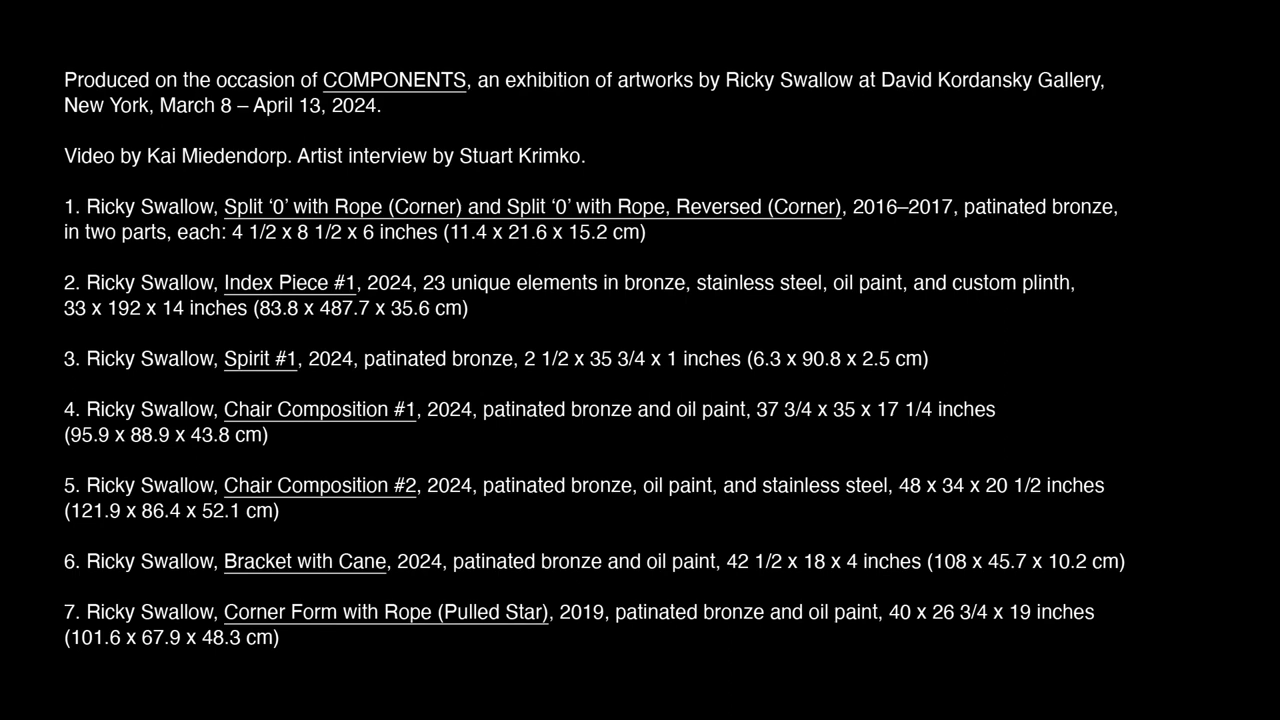 Produced on the occasion of COMPONENTS, an exhibition of artworks by Ricky Swallow at David Kordansky Gallery,
New York, March 8 – April 13, 2024.
Video by Kai Miedendorp. Artist interview by Stuart Krimko.
1. Ricky Swallow, Split ‘0’ with Rope (Corner) and Split ‘0’ with Rope, Reversed (Corner), 2016–2017, patinated bronze,
in two parts, each: 4 1/2 x 8 1/2 x 6 inches (11.4 x 21.6 x 15.2 cm)
2. Ricky Swallow, Index Piece #1, 2024, 23 unique elements in bronze, stainless steel, oil paint, and custom plinth,
33 x 192 x 14 inches (83.8 x 487.7 x 35.6 cm)
3. Ricky Swallow, Spirit #1, 2024, patinated bronze, 2 1/2 x 35 3/4 x 1 inches (6.3 x 90.8 x 2.5 cm)
4. Ricky Swallow, Chair Composition #1, 2024, patinated bronze and oil paint, 37 3/4 x 35 x 17 1/4 inches
(95.9 x 88.9 x 43.8 cm)
5. Ricky Swallow, Chair Composition #2, 2024, patinated bronze, oil paint, and stainless steel, 48 x 34 x 20 1/2 inches
(121.9 x 86.4 x 52.1 cm)
6. Ricky Swallow, Bracket with Cane, 2024, patinated bronze and oil paint, 42 1/2 x 18 x 4 inches (108 x 45.7 x 10.2 cm)
7. Ricky Swallow, Corner Form with Rope (Pulled Star), 2019, patinated bronze and oil paint, 40 x 26 3/4 x 19 inches
(101.6 x 67.9 x 48.3 cm)